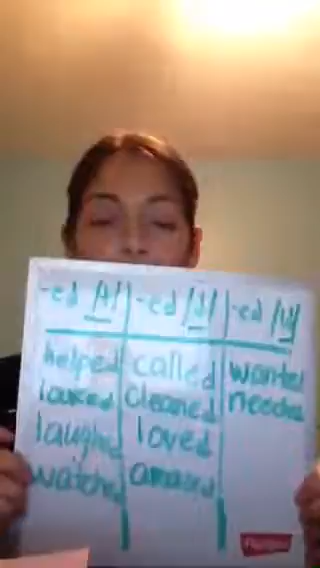 -ed /t/ -ed /d/ -ed /id/
helped called wanted
looked cleaned needed
laughed loved
watched amazed